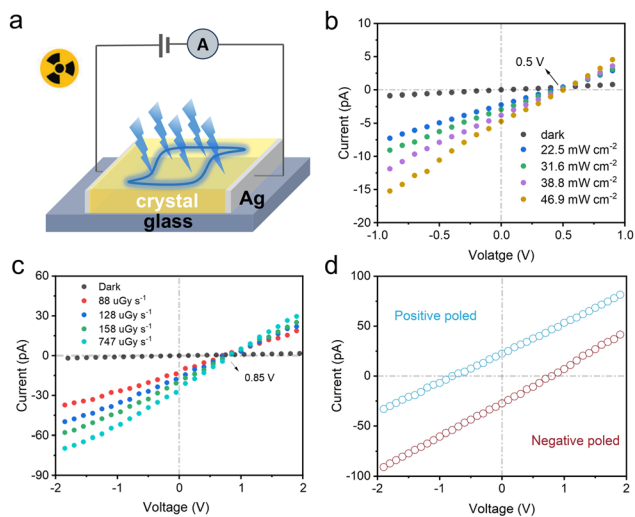 a
A
crystal
Ag
glass
b
10
5
0
-5
-10
-15
-20
Current (pA)
0.5 V
dark
22.5 mW cm⁻²
31.6 mW cm⁻²
38.8 mW cm⁻²
46.9 mW cm⁻²
-1.0
-0.5
0.0
0.5
1.0
Volatge (V)
c
60
30
0
-30
-60
-90
Current (pA)
Dark
88 uGy s⁻¹
128 uGy s⁻¹
158 uGy s⁻¹
747 uGy s⁻¹
0.85 V
-2
-1
0
1
2
Voltage (V)
d
100
50
0
-50
-100
Current (pA)
Positive poled
Negative poled
-2
-1
0
1
2
Voltage (V)